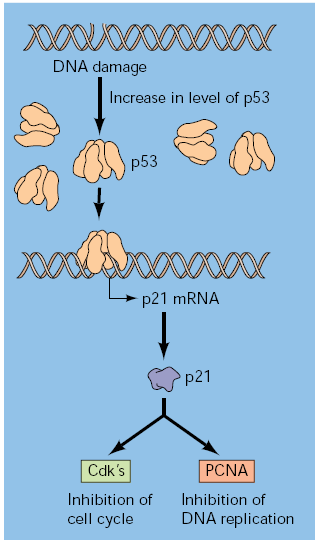 DNA damage
Increase in level of p53
p53
p21 mRNA
p21
Cdk's
PCNA
Inhibition of
cell cycle
Inhibition of
DNA replication